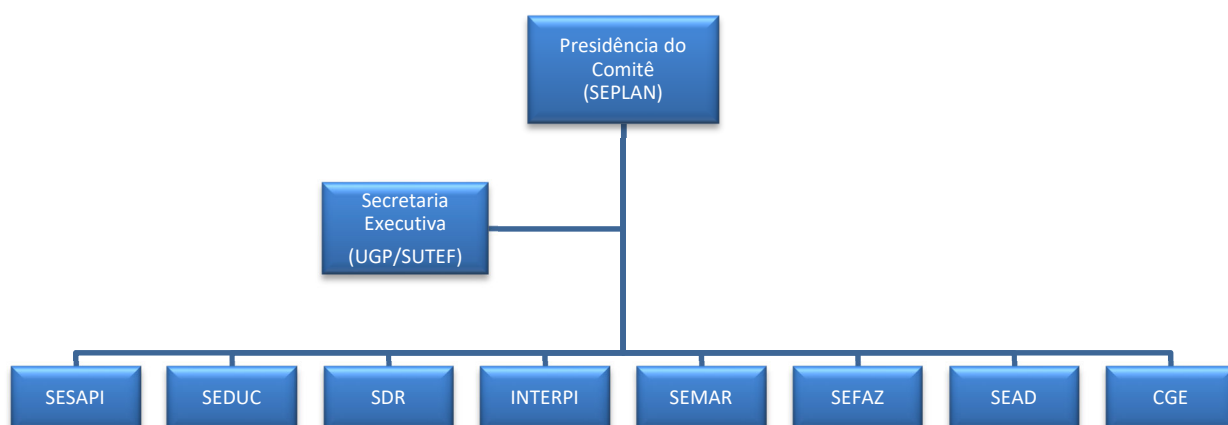 Presidência do
Comitê
(SEPLAN)
Secretaria
Executiva
(UGP/SUTEF)
SESAPI
SEDUC
SDR
INTERPI
SEMAR
SEFAZ
SEAD
CGE